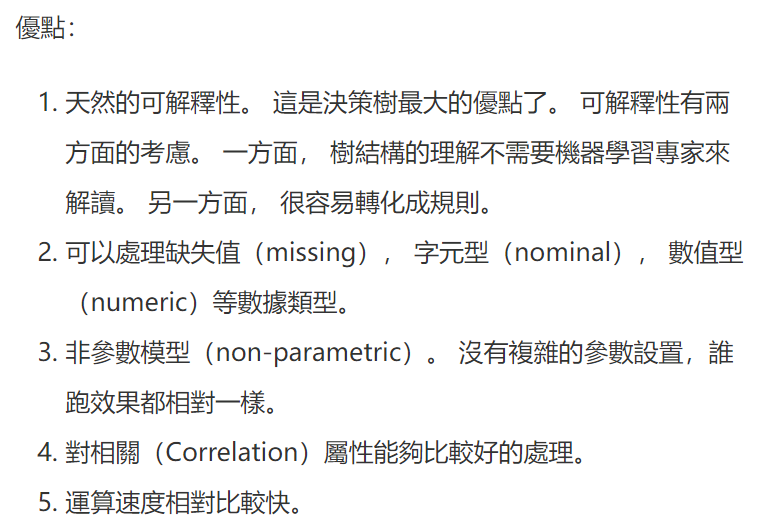 優點：
1. 天然的可解釋性。 這是決策樹最大的優點了。 可解釋性有兩
方面的考慮。 一方面， 樹結構的理解不需要機器學習專家來
解讀。 另一方面， 很容易轉化成規則。
2. 可以處理缺失值（missing）， 字元型（nominal）， 數值型
（numeric）等數據類型。
3. 非參數模型（non-parametric）。 沒有複雜的參數設置，誰
跑效果都相對一樣。
4. 對相關（Correlation）屬性能夠比較好的處理。
5. 運算速度相對比較快。